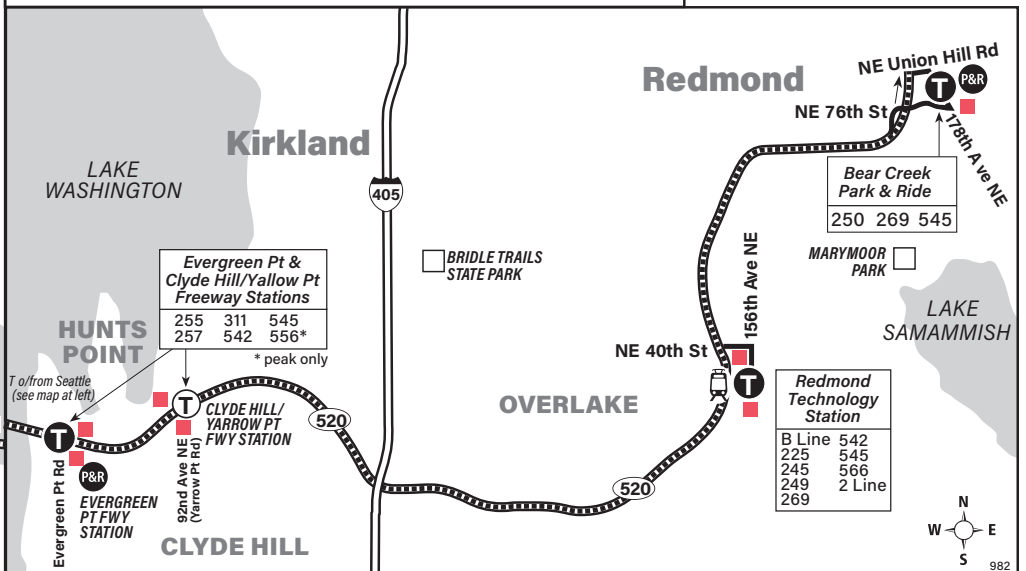 NE Union Hill Rd
Redmond
T
P&R
NE 76th St
178th A ve NE
Kirkland
LAKE
WASHINGTON
405
Bear Creek
Park & Ride
250 269 545
BRIDLE TRAILS
STATE PARK
156th Ave NE
MARYMOOR
PARK
Evergreen Pt &
Clyde Hill/Yallow Pt
Freeway Stations
255 311 545
257 542 556*
* peak only
HUNTS
POINT
LAKE
SAMAMMISH
NE 40th St
T o/from Seattle
(see map at left)
T
T
CLYDE HILL/
YARROW PT
FWY STATION
520
OVERLAKE
Redmond
Technology
Station
B Line 542
225 545
245 566
249 2 Line
269
T
P&R
Evergreen Pt Rd
EVERGREEN
PT FWY
STATION
92nd Ave NE
(Yarrow Pt Rd)
520
CLYDE HILL
N
W E
S
982